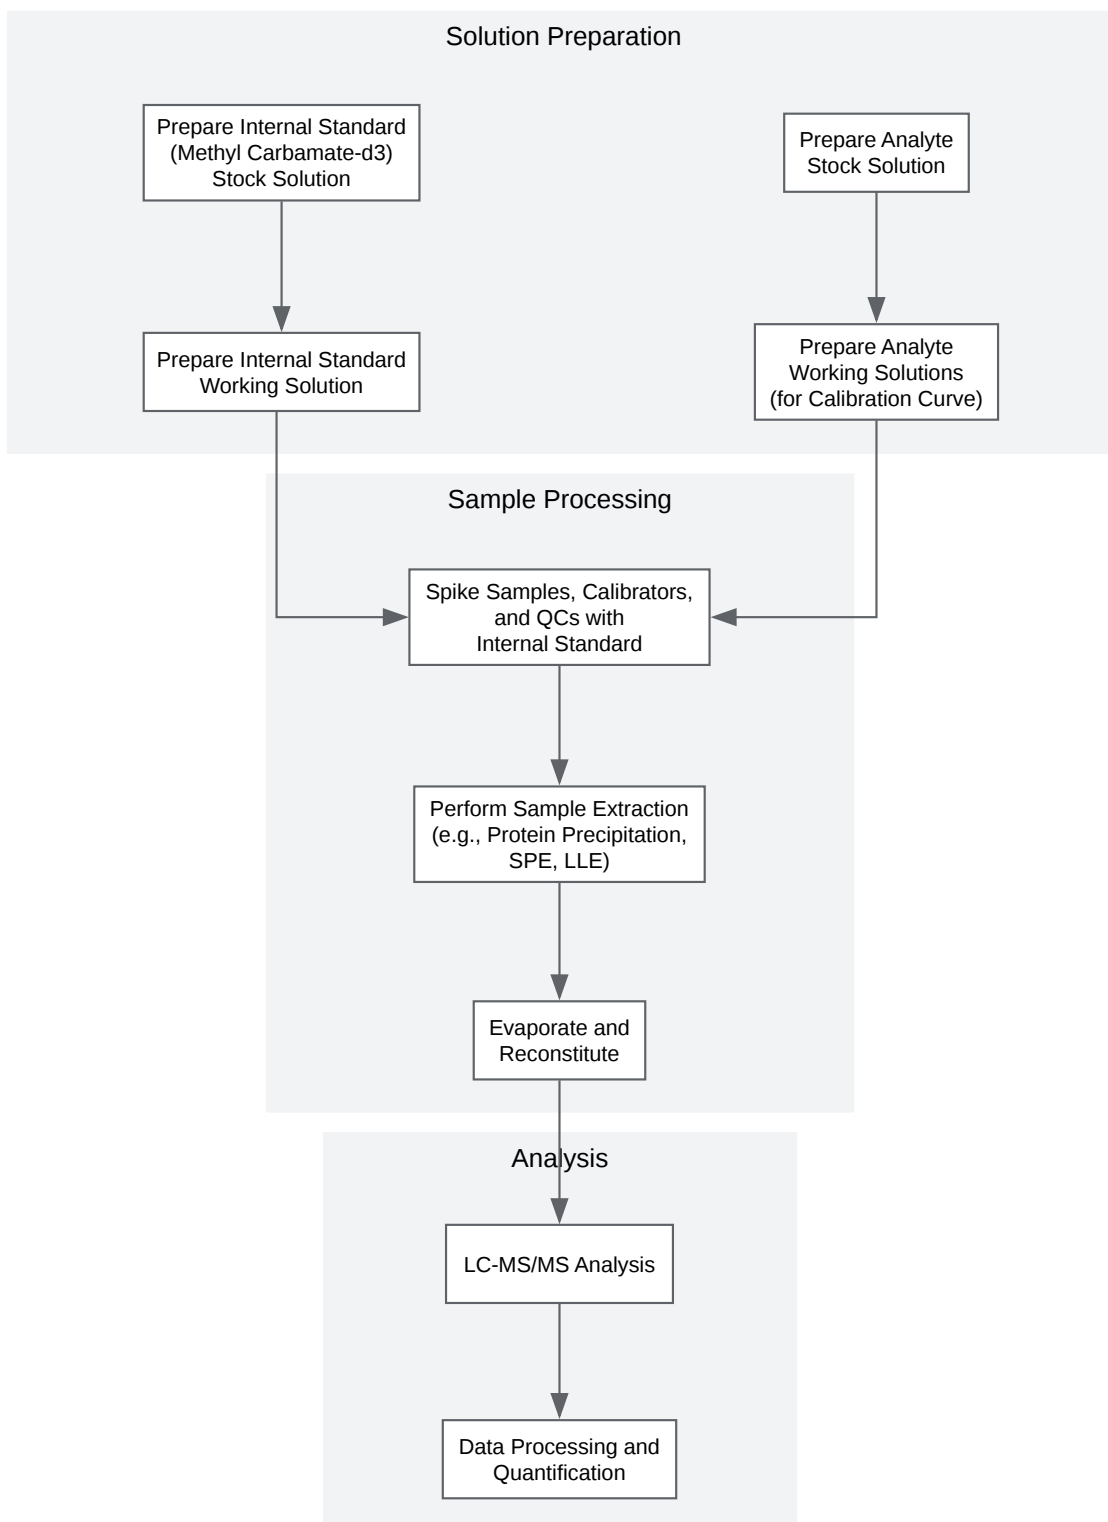 Solution Preparation
Prepare Internal Standard
(Methyl Carbamate-d3)
Stock Solution
Prepare Analyte
Stock Solution
Prepare Internal Standard
Working Solution
Prepare Analyte
Working Solutions
(for Calibration Curve)
Sample Processing
Spike Samples, Calibrators,
and QCs with
Internal Standard
Perform Sample Extraction
(e.g., Protein Precipitation,
SPE, LLE)
Evaporate and
Reconstitute
Analysis
LC-MS/MS Analysis
Data Processing and
Quantification